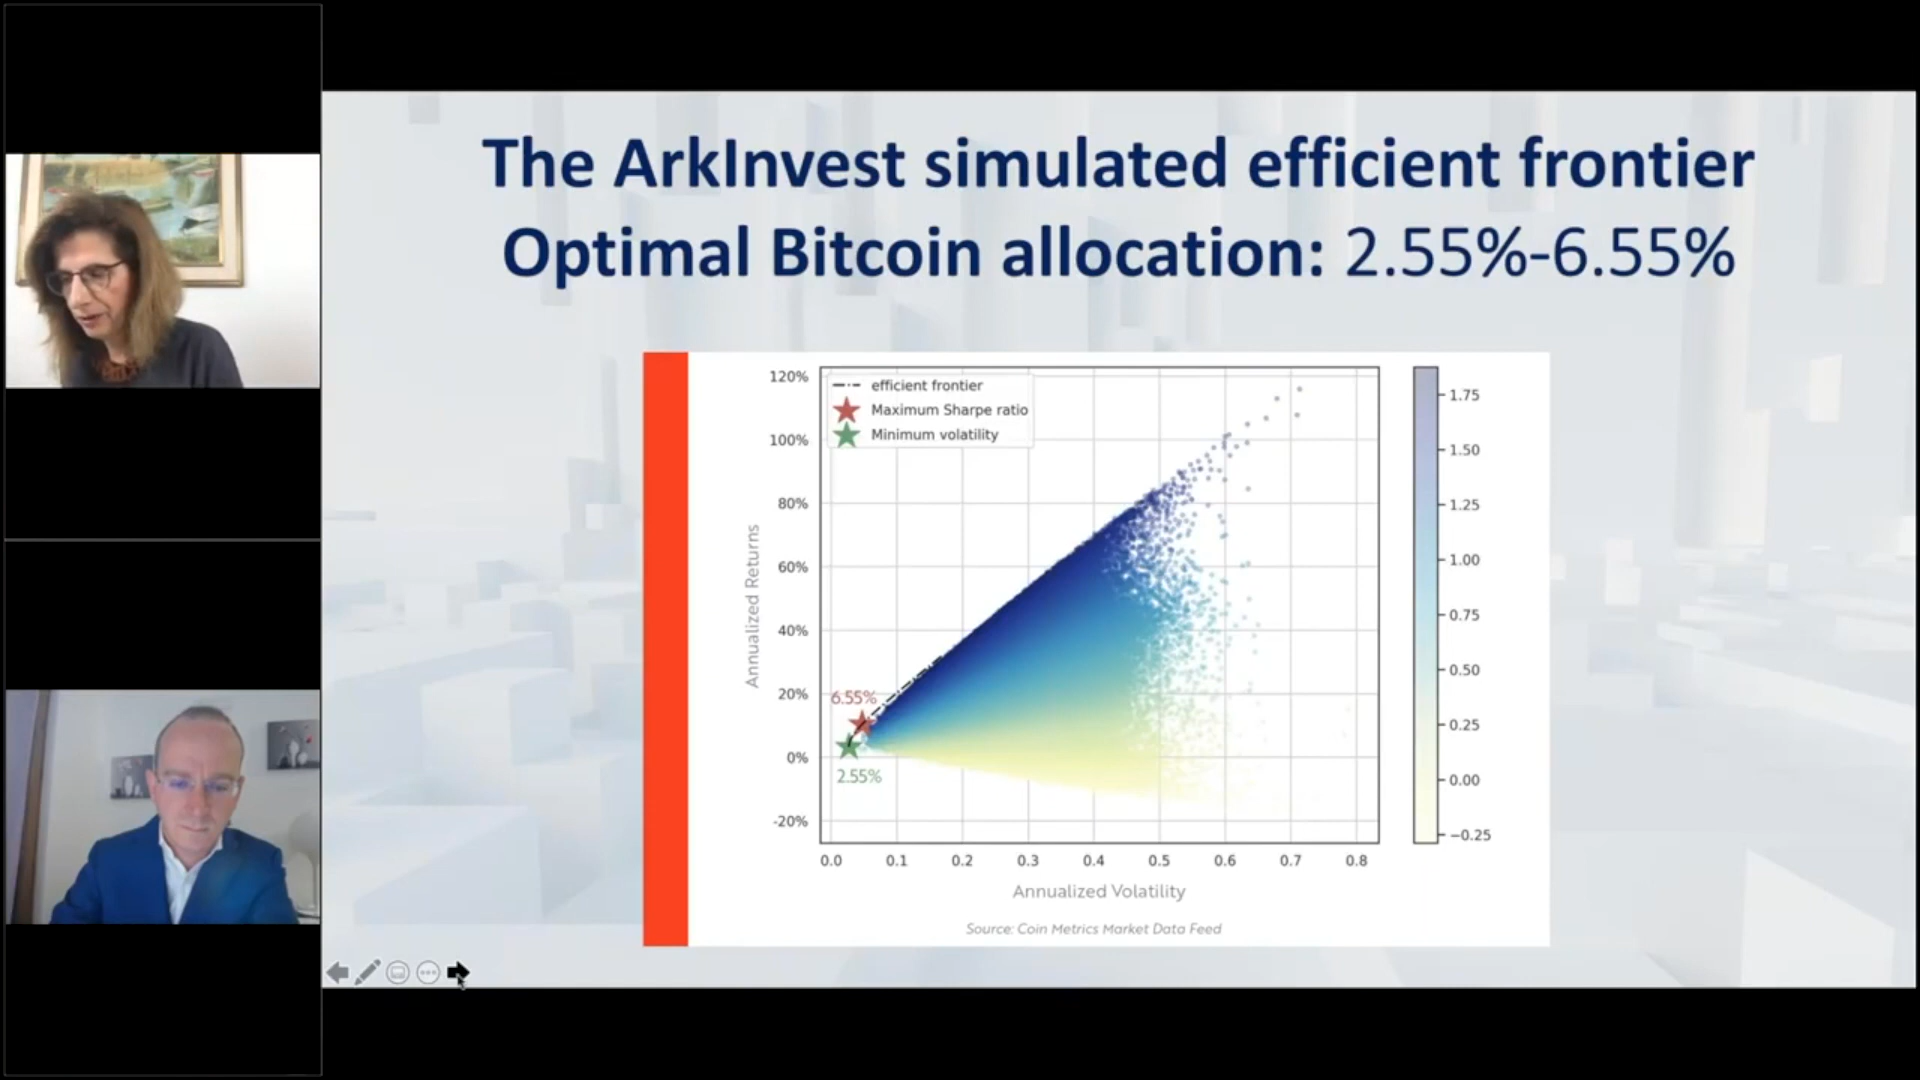 The ArkInvest simulated efficient frontier
Optimal Bitcoin allocation: 2.55%-6.55%
efficient frontier
Maximum Sharpe ratio
Minimum volatility
120%
100%
80%
60%
40%
20%
0%
-20%
Annualized Returns
6.55%
2.55%
0.0 0.1 0.2 0.3 0.4 0.5 0.6 0.7 0.8
Annualized Volatility
1.75
1.50
1.25
1.00
0.75
0.50
0.25
0.00
−0.25
Source: Coin Metrics Market Data Feed